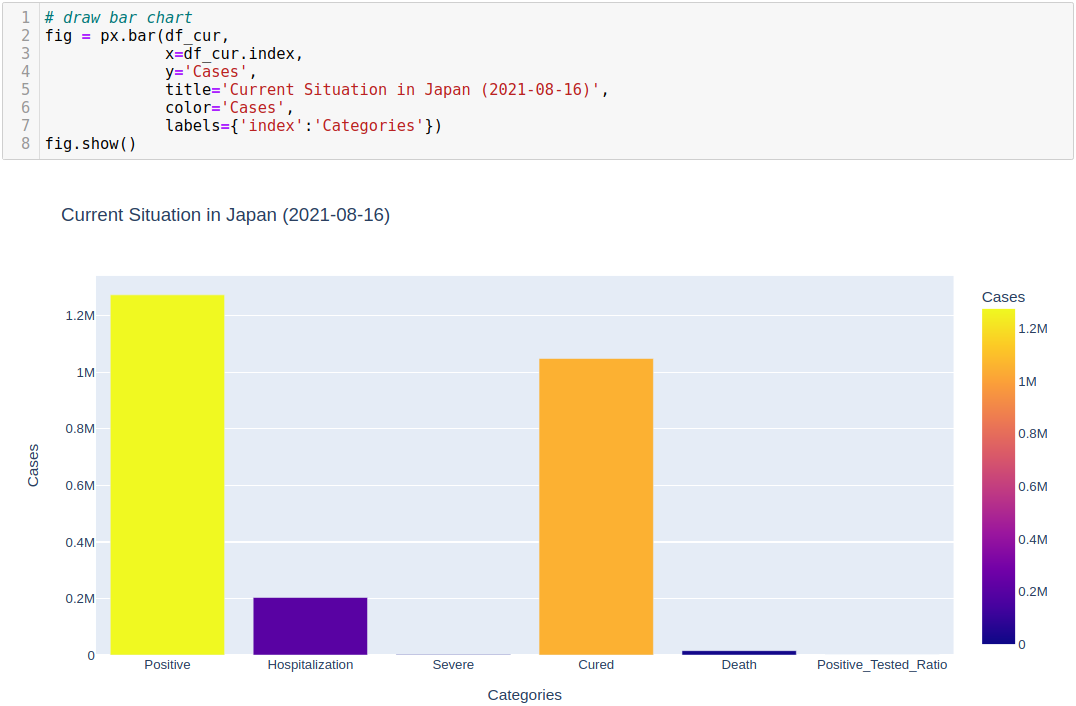 1 # draw bar chart
2 fig = px.bar(df_cur,
3              x=df_cur.index,
4              y='Cases',
5              title='Current Situation in Japan (2021-08-16)',
6              color='Cases',
7              labels={'index':'Categories'})
8 fig.show()
Current Situation in Japan (2021-08-16)
Cases
1.2M
1M
0.8M
0.6M
0.4M
0.2M
0
Positive Hospitalization Severe Cured Death Positive_Tested_Ratio
Categories
Cases
1.2M
1M
0.8M
0.6M
0.4M
0.2M
0